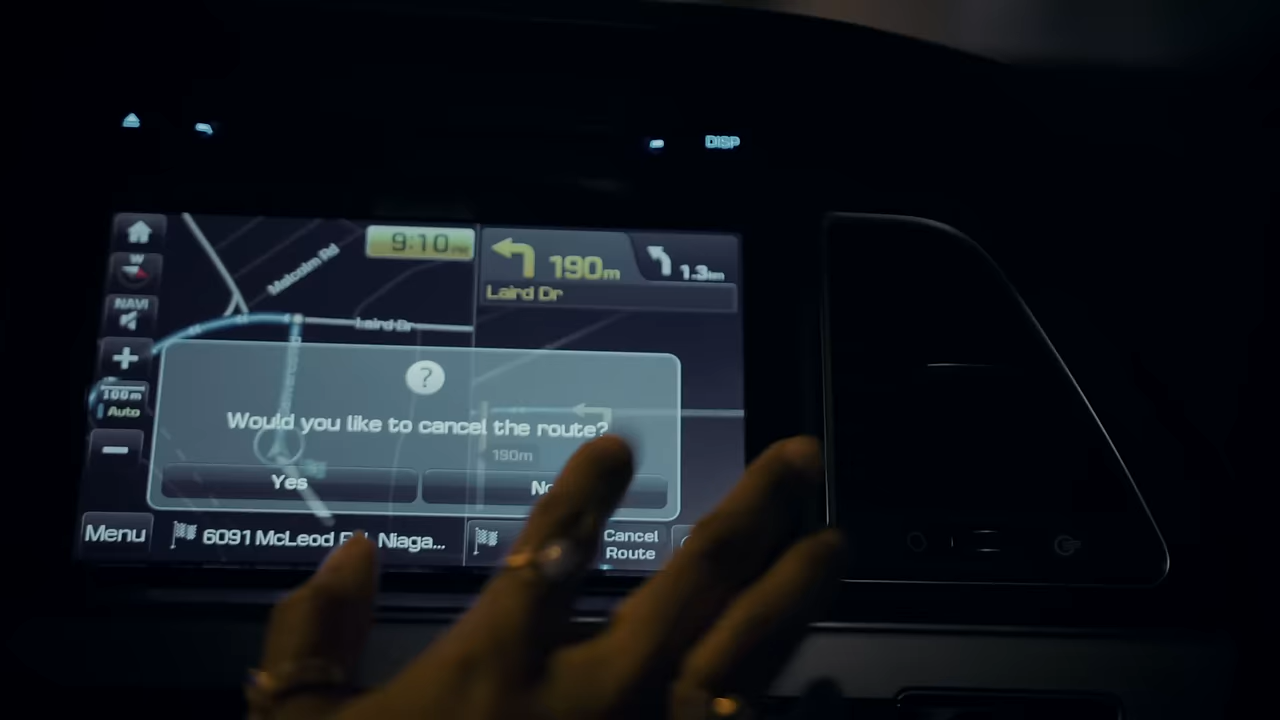 DISP
W
NAVI
100m
Auto
Malcolm Rd
9:10
190m
1.3km
Laird Dr
Laird Dr
Would you like to cancel the route?
190m
Yes
Menu
6091 McLeod Niaga...
Cancel
Route